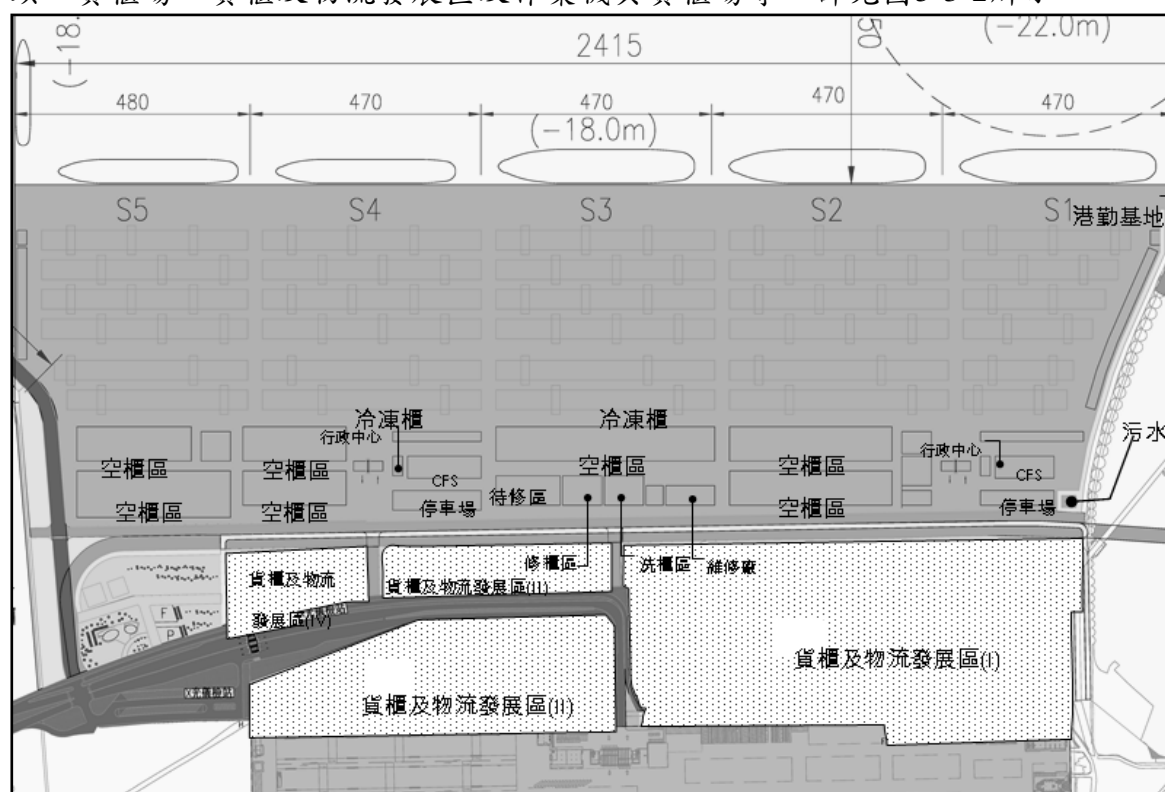 (-18.
2415
50
(-22.0m)
480
470
470
470
470
(-18.0m)
S5
S4
S3
S2
S1
港勤基地
冷凍櫃
冷凍櫃
行政中心
行政中心
污水
空櫃區
空櫃區
空櫃區
空櫃區
CFS
CFS
待修區
空櫃區
空櫃區
停車場
空櫃區
停車場
修櫃區
洗櫃區
維修廠
貨櫃及物流
發展區(IV)
貨櫃及物流發展區(II)
F
P
貨櫃及物流發展區(I)
貨櫃及物流發展區(II)